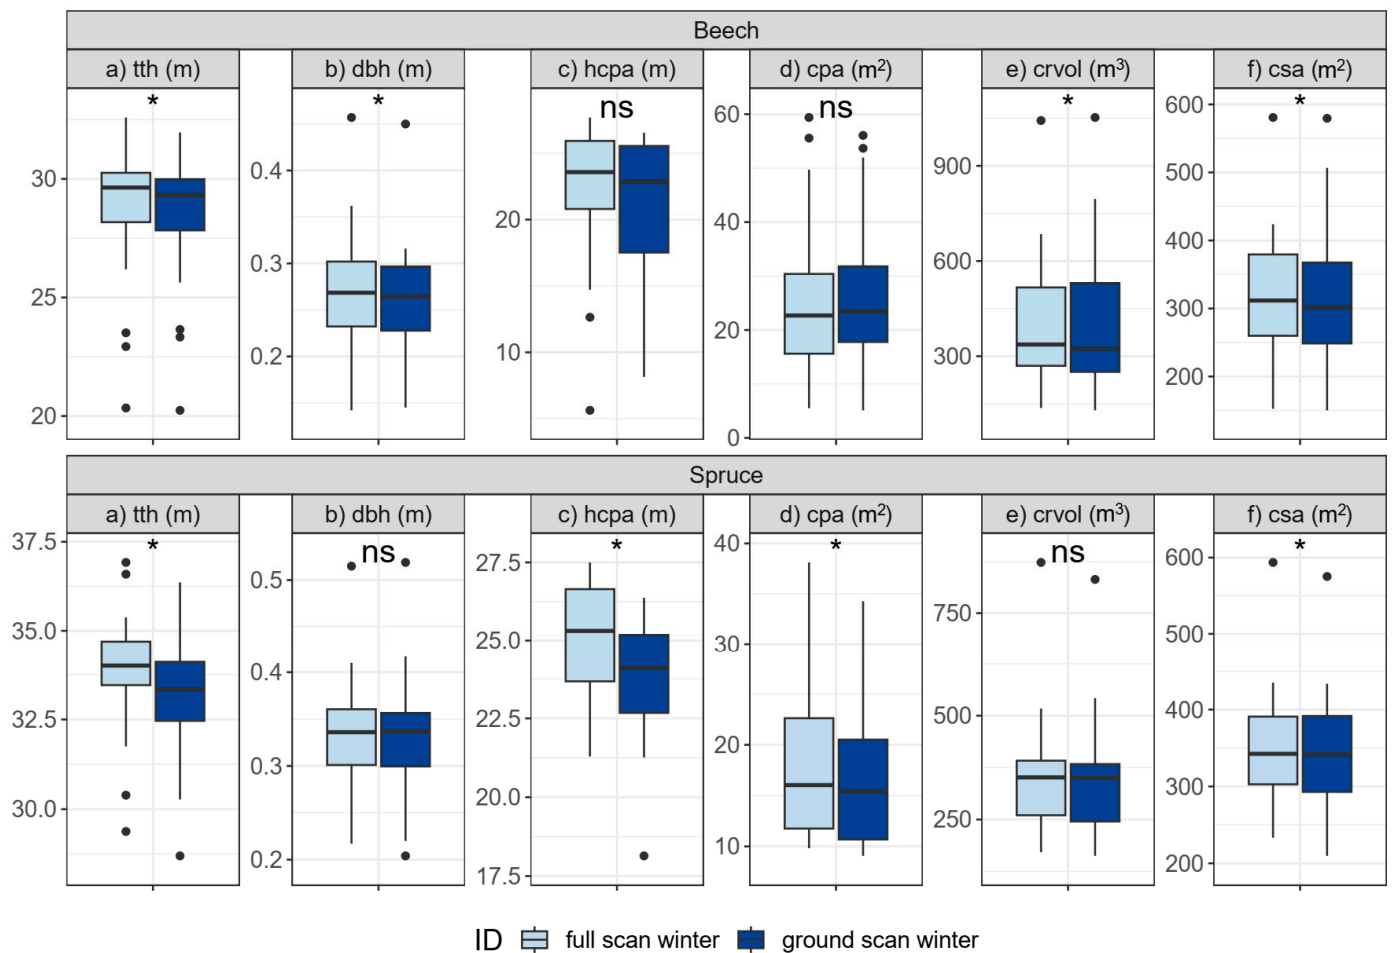 Beech
a) tth (m) b) dbh (m) c) hcpa (m) d) cpa (m²) e) crvol (m³) f) csa (m²)
* * ns ns * *
30 25 20
0.4 0.3 0.2
20 10
60 40 20 0
900 600 300
600 500 400 300 200
Spruce
a) tth (m) b) dbh (m) c) hcpa (m) d) cpa (m²) e) crvol (m³) f) csa (m²)
* ns * * ns *
37.5 35.0 32.5 30.0
0.5 0.4 0.3 0.2
27.5 25.0 22.5 20.0 17.5
40 30 20 10
750 500 250
600 500 400 300 200
ID full scan winter ground scan winter